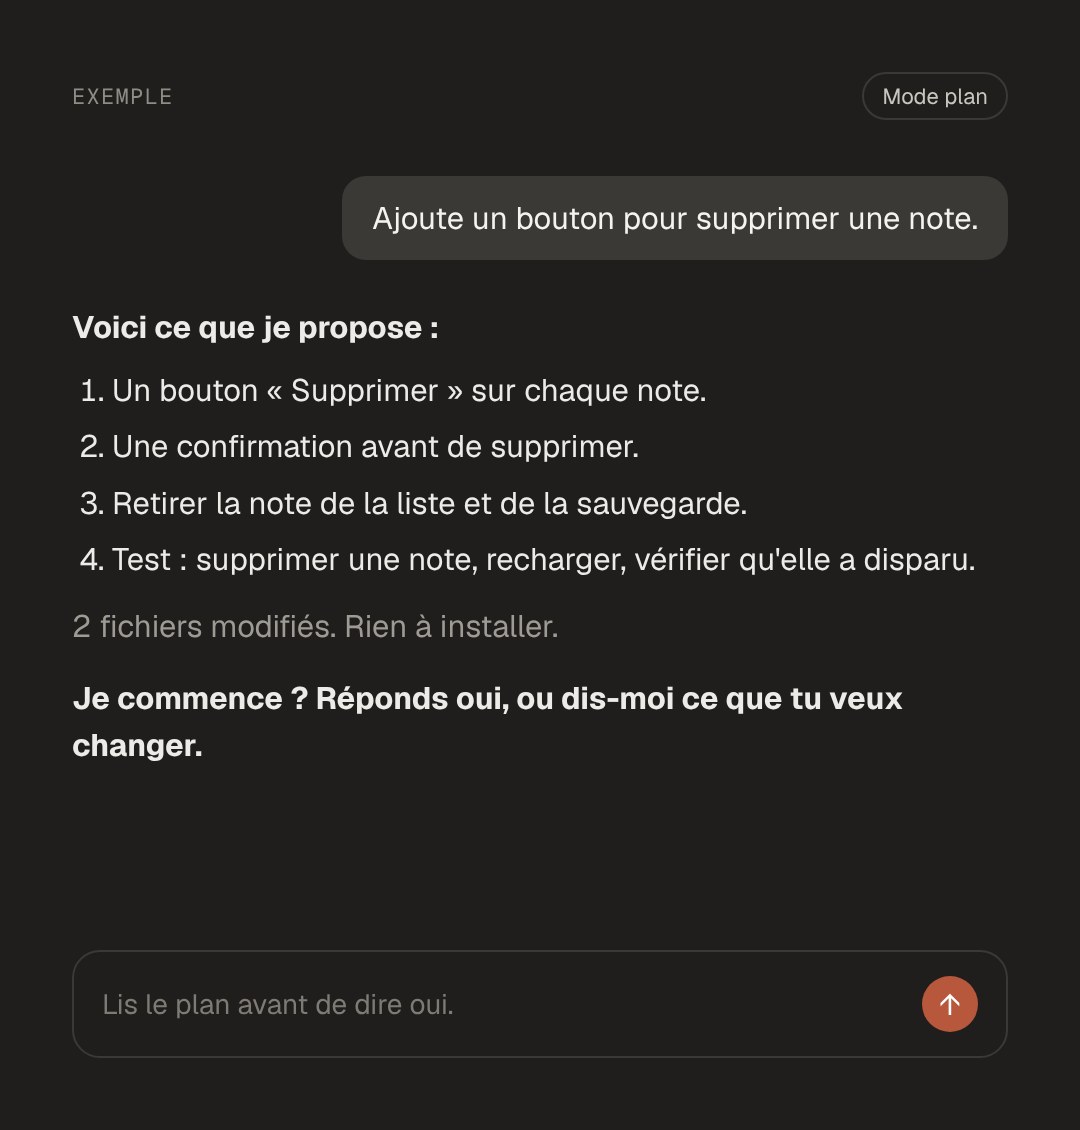 EXEMPLE
Mode plan
Ajoute un bouton pour supprimer une note.
Voici ce que je propose :
1. Un bouton « Supprimer » sur chaque note.
2. Une confirmation avant de supprimer.
3. Retirer la note de la liste et de la sauvegarde.
4. Test : supprimer une note, recharger, vérifier qu'elle a disparu.
2 fichiers modifiés. Rien à installer.
Je commence ? Réponds oui, ou dis-moi ce que tu veux
changer.
Lis le plan avant de dire oui.